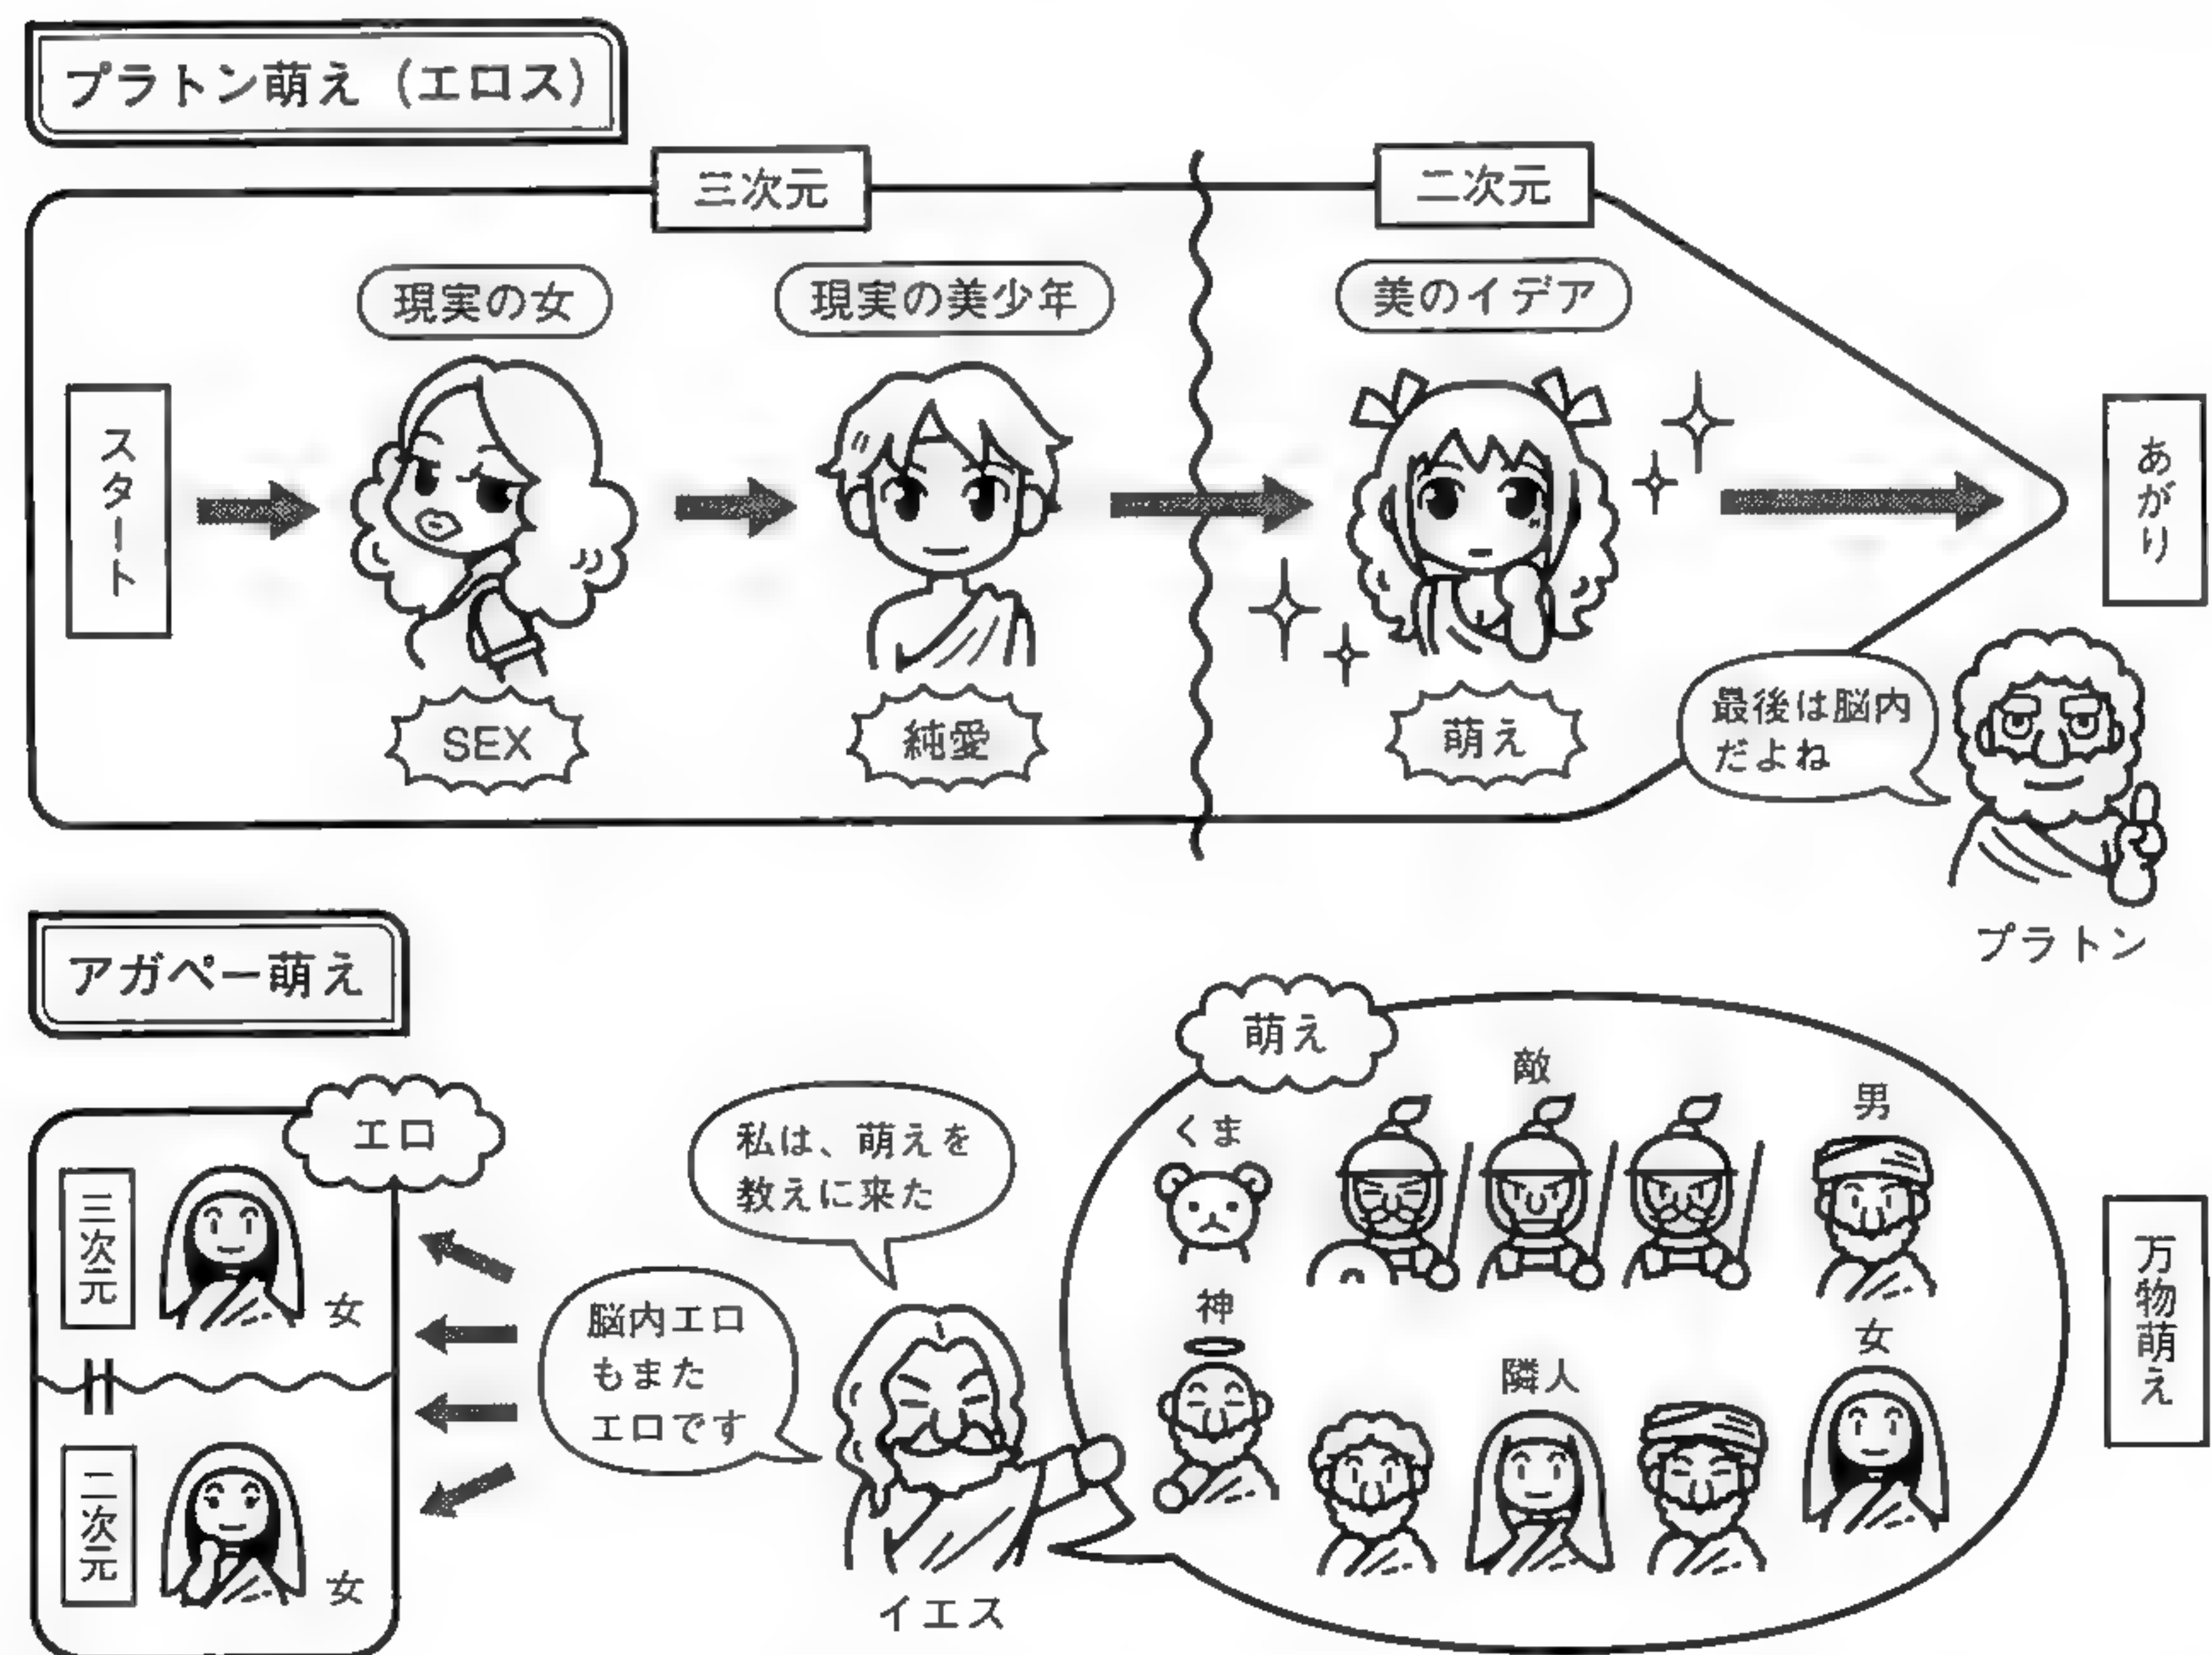 プラトン萌え（エロス）
三次元
二次元
現実の女
現実の美少年
美のイデア
スタート
あがり
SEX
純愛
萌え
最後は脳内
だよね
プラトン
アガペー萌え
エロ
三次元
女
二次元
女
私は、萌えを
教えに来た
脳内エロ
もまた
エロです
イエス
萌え
くま
敵
男
神
隣人
女
万物萌え